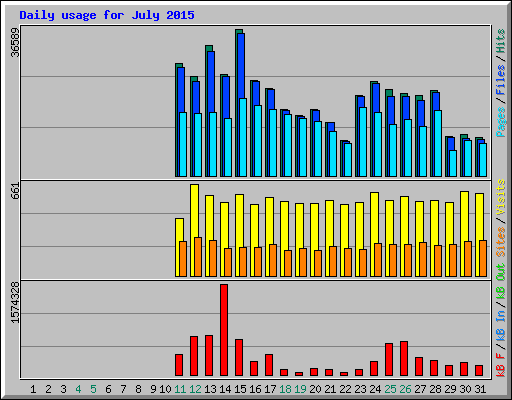 Daily usage for July 2015
36589
Pages / Files / Hits
661
Sites / Visits
1574328
kB F / kB In / kB Out
1 2 3 4 5 6 7 8 9 10 11 12 13 14 15 16 17 18 19 20 21 22 23 24 25 26 27 28 29 30 31